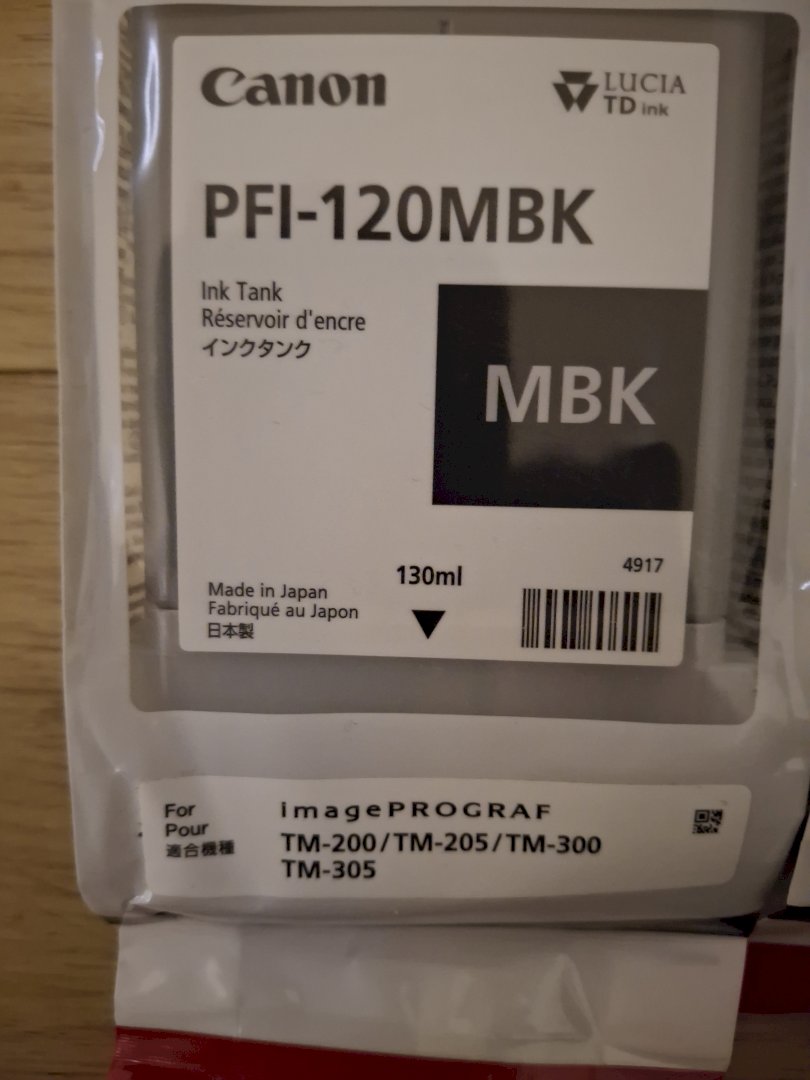 Canon
LUCIA
TD ink
PFI-120MBK
Ink Tank
Réservoir d'encre
インクタンク
MBK
130ml
4917
Made in Japan
Fabriqué au Japon
日本製
For
Pour
適合機種
imagePROGRAF
TM-200/TM-205/TM-300
TM-305